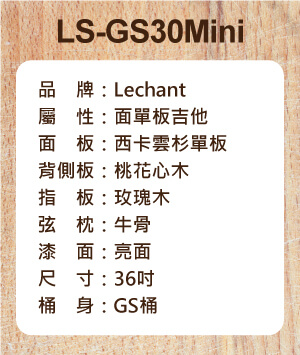 LS-GS30Mini
品　牌：Lechant
屬　性：面單板吉他
面　板：西卡雲杉單板
背側板：桃花心木
指　板：玫瑰木
弦　枕：牛骨
漆　面：亮面
尺　寸：36吋
桶　身：GS桶